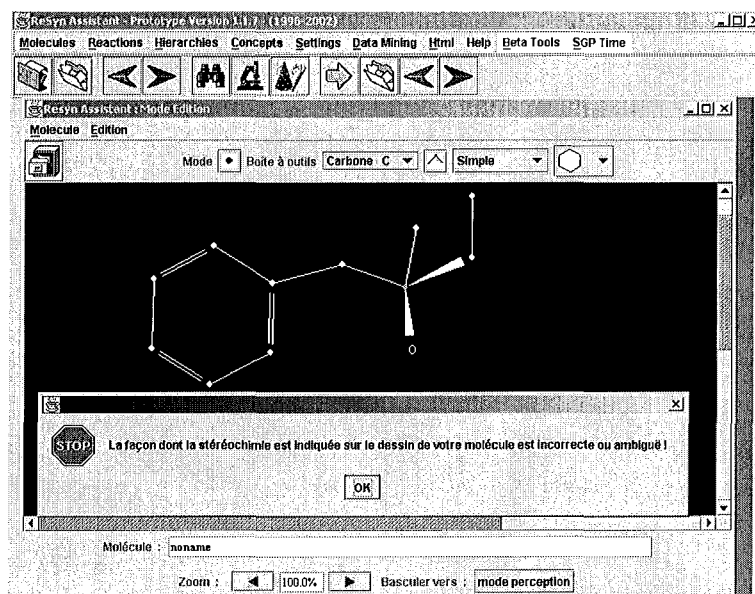 ReSyn Assistant - Prototype Version 1.1.7 - (1996-2002)
Molecules Reactions Hierarchies Concepts Settings Data Mining Html Help Beta Tools SGP Time
Resyn Assistant : Mode Edition
Molecule Edition
Mode Boîte à outils Carbone C Simple
O
STOP La façon dont la stéréochimie est indiquée sur le dessin de votre molécule est incorrecte ou ambiguë !
OK
Molécule : noname
Zoom : 100.0% Basculer vers : mode perception